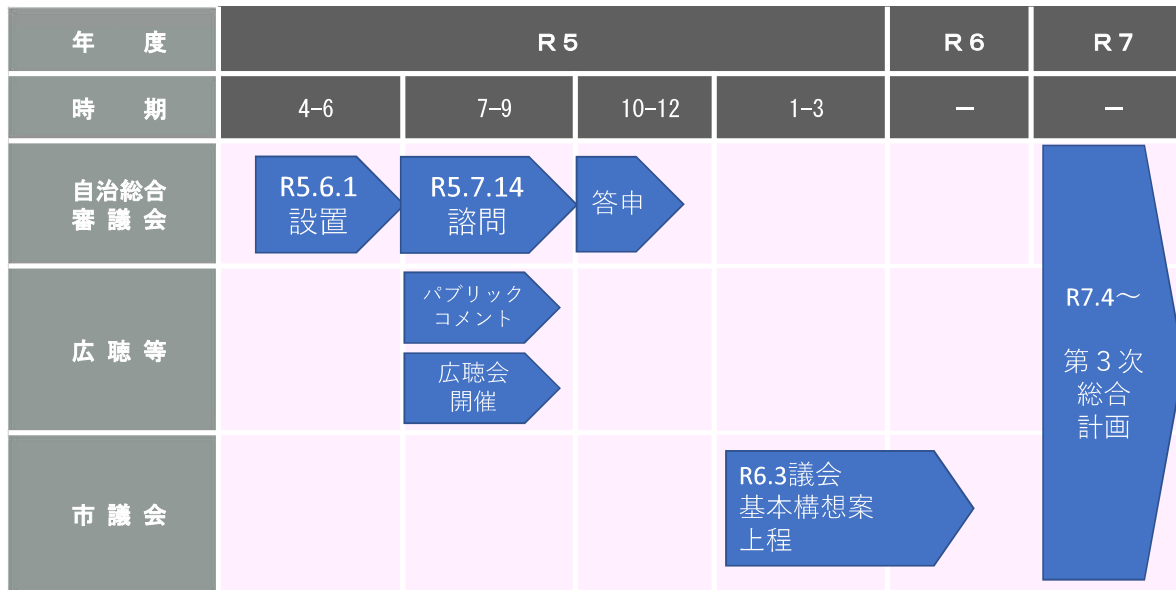 年 度
R5
R6
R7
時 期
4-6
7-9
10-12
1-3
－
－
自治総合
審議会
R5.6.1
設置
R5.7.14
諮問
答申
広聴等
パブリック
コメント
広聴会
開催
R7.4～
第3次
総合
計画
市議会
R6.3議会
基本構想案
上程